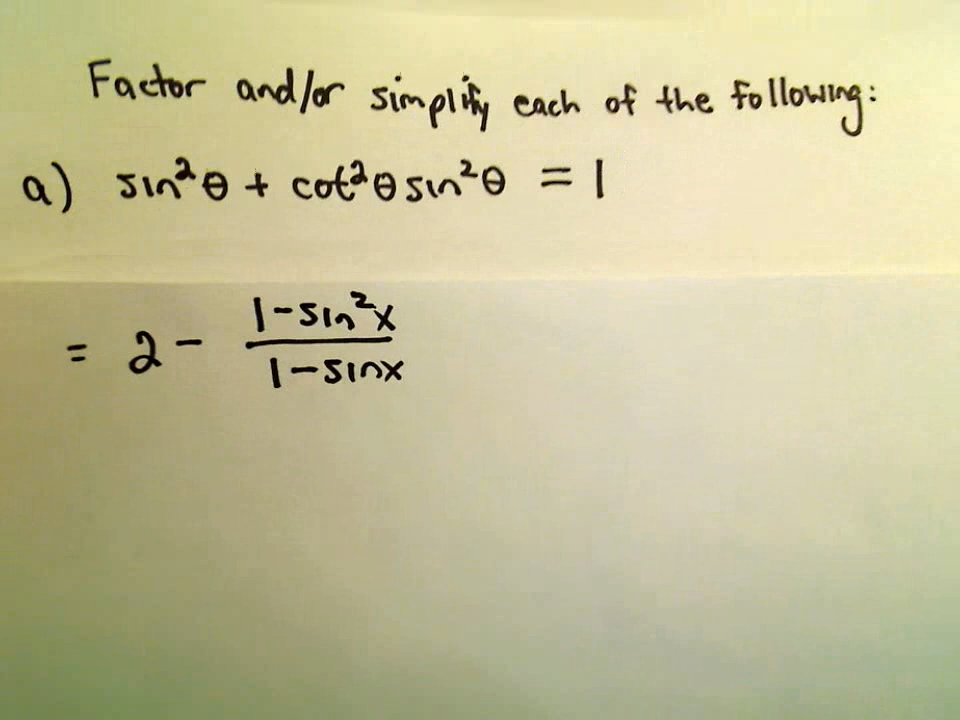 Factor and/or simplify each of the following:
a) sin²θ + cot²θ sin²θ = 1
= 2 - (1-sin²x)/(1-sinx)